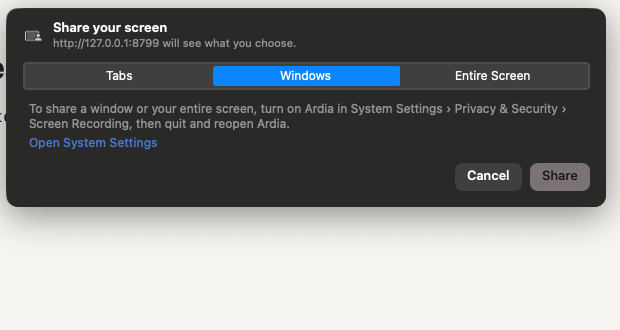 Share your screen
http://127.0.0.1:8799 will see what you choose.
Tabs
Windows
Entire Screen
To share a window or your entire screen, turn on Ardia in System Settings › Privacy & Security ›
Screen Recording, then quit and reopen Ardia.
Open System Settings
Cancel
Share